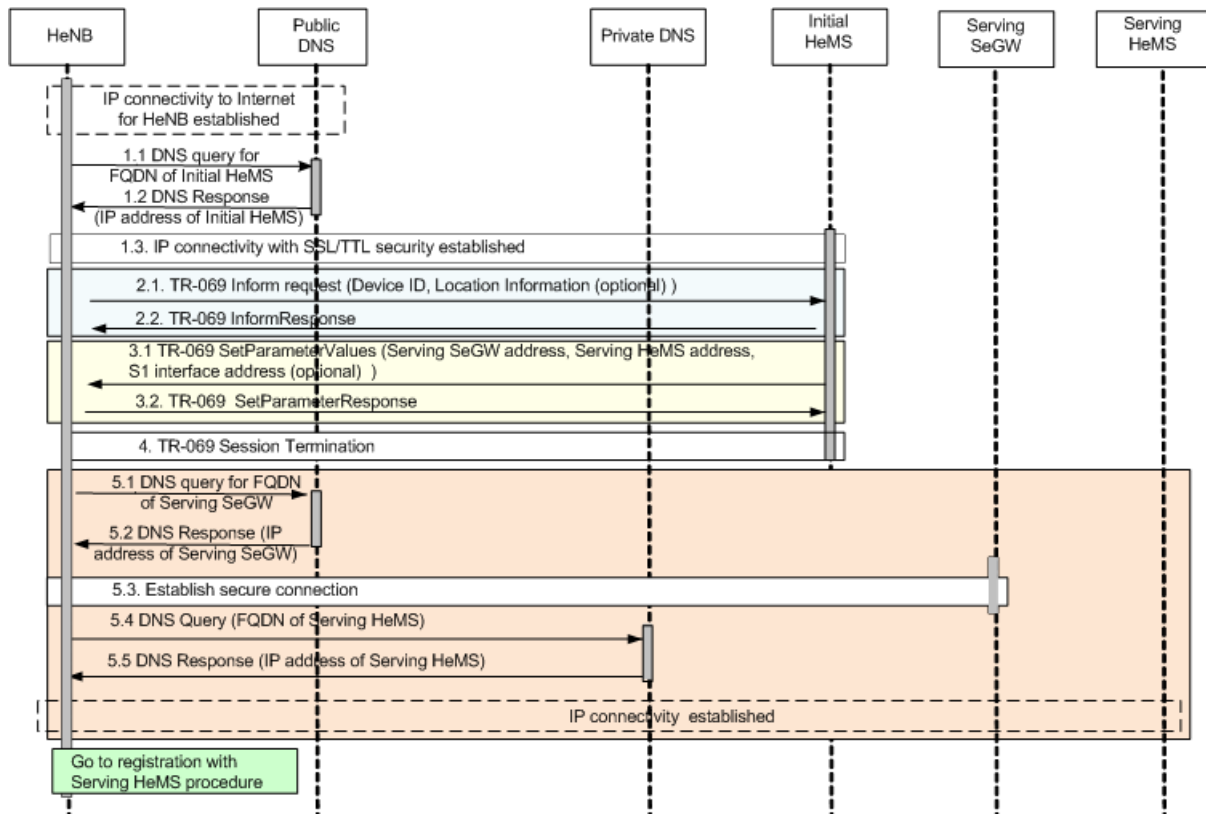 HeNB
Public
DNS
Private DNS
Initial
HeMS
Serving
SeGW
Serving
HeMS
IP connectivity to Internet
for HeNB established
1.1 DNS query for
FQDN of Initial HeMS
1.2 DNS Response
(IP address of Initial HeMS)
1.3. IP connectivity with SSL/TTL security established
2.1. TR-069 Inform request (Device ID, Location Information (optional) )
2.2. TR-069 InformResponse
3.1 TR-069 SetParameterValues (Serving SeGW address, Serving HeMS address,
S1 interface address (optional) )
3.2. TR-069 SetParameterResponse
4. TR-069 Session Termination
5.1 DNS query for FQDN
of Serving SeGW
5.2 DNS Response (IP
address of Serving SeGW)
5.3. Establish secure connection
5.4 DNS Query (FQDN of Serving HeMS)
5.5 DNS Response (IP address of Serving HeMS)
IP connectivity established
Go to registration with
Serving HeMS procedure